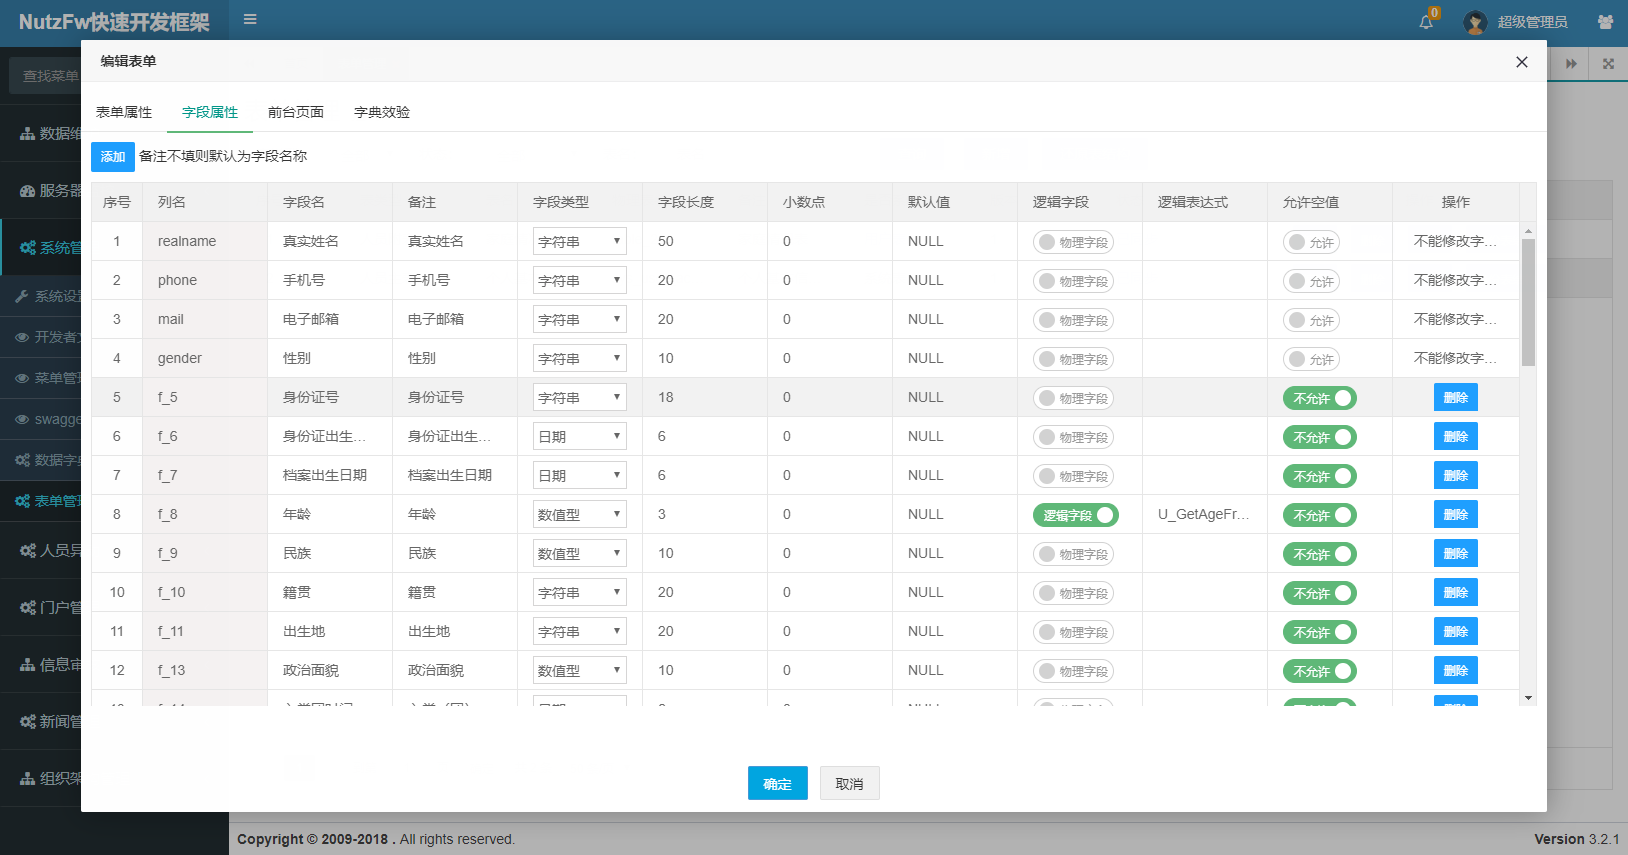 NutzFw快速开发框架
0
超级管理员
查找菜单
数据维
服务器
系统管
系统设
开发者
菜单管
swagge
数据字
表单管
人员异
门户管
信息审
新闻管
组织架
编辑表单
表单属性 字段属性 前台页面 字典效验
添加 备注不填则默认为字段名称
序号 列名 字段名 备注 字段类型 字段长度 小数点 默认值 逻辑字段 逻辑表达式 允许空值 操作
1 realname 真实姓名 真实姓名 字符串 50 0 NULL 物理字段 允许 不能修改字...
2 phone 手机号 手机号 字符串 20 0 NULL 物理字段 允许 不能修改字...
3 mail 电子邮箱 电子邮箱 字符串 20 0 NULL 物理字段 允许 不能修改字...
4 gender 性别 性别 字符串 10 0 NULL 物理字段 允许 不能修改字...
5 f_5 身份证号 身份证号 字符串 18 0 NULL 物理字段 不允许 删除
6 f_6 身份证出生... 身份证出生... 日期 6 0 NULL 物理字段 不允许 删除
7 f_7 档案出生日期 档案出生日期 日期 6 0 NULL 物理字段 不允许 删除
8 f_8 年龄 年龄 数值型 3 0 NULL 逻辑字段 U_GetAgeFr... 不允许 删除
9 f_9 民族 民族 数值型 10 0 NULL 物理字段 不允许 删除
10 f_10 籍贯 籍贯 字符串 20 0 NULL 物理字段 不允许 删除
11 f_11 出生地 出生地 字符串 20 0 NULL 物理字段 不允许 删除
12 f_13 政治面貌 政治面貌 数值型 10 0 NULL 物理字段 不允许 删除
确定 取消
Copyright © 2009-2018 . All rights reserved.
Version 3.2.1